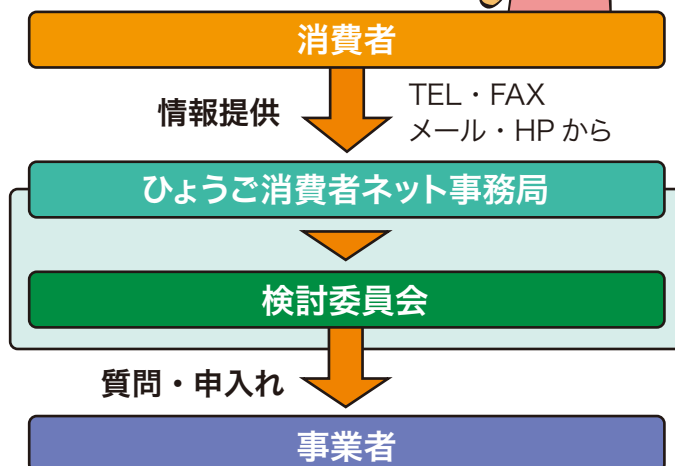 消費者
情報提供
TEL・FAX
メール・HPから
ひょうご消費者ネット事務局
検討委員会
質問・申入れ
事業者